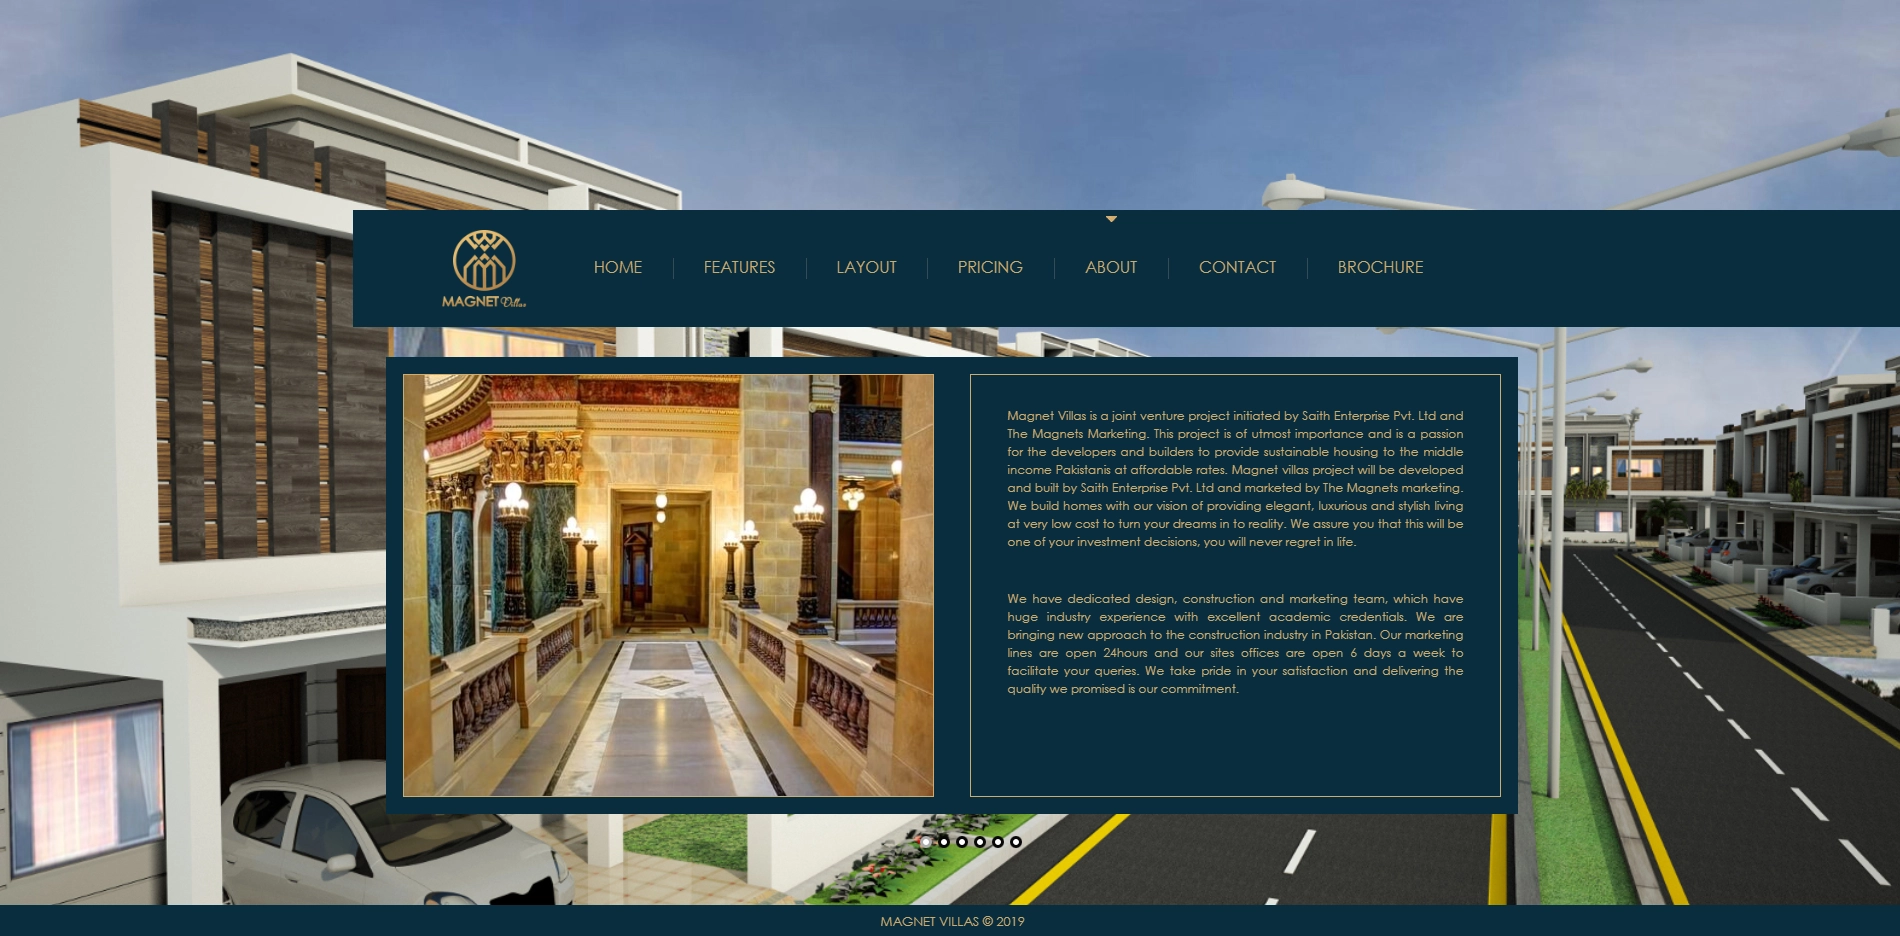 MAGNET Villas
HOME
FEATURES
LAYOUT
PRICING
ABOUT
CONTACT
BROCHURE
Magnet Villas is a joint venture project initiated by Saith Enterprise Pvt. Ltd and
The Magnets Marketing. This project is of utmost importance and is a passion
for the developers and builders to provide sustainable housing to the middle
income Pakistanis at affordable rates. Magnet villas project will be developed
and built by Saith Enterprise Pvt. Ltd and marketed by The Magnets marketing.
We build homes with our vision of providing elegant, luxurious and stylish living
at very low cost to turn your dreams in to reality. We assure you that this will be
one of your investment decisions, you will never regret in life.
We have dedicated design, construction and marketing team, which have
huge industry experience with excellent academic credentials. We are
bringing new approach to the construction industry in Pakistan. Our marketing
lines are open 24hours and our sites offices are open 6 days a week to
facilitate your queries. We take pride in your satisfaction and delivering the
quality we promised is our commitment.
MAGNET VILLAS © 2019